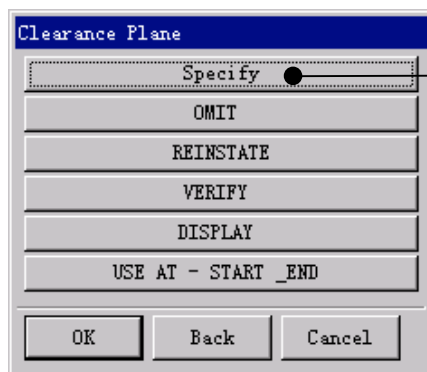 Clearance Plane
Specify
OMIT
REINSTATE
VERIFY
DISPLAY
USE AT - START _END
OK Back Cancel